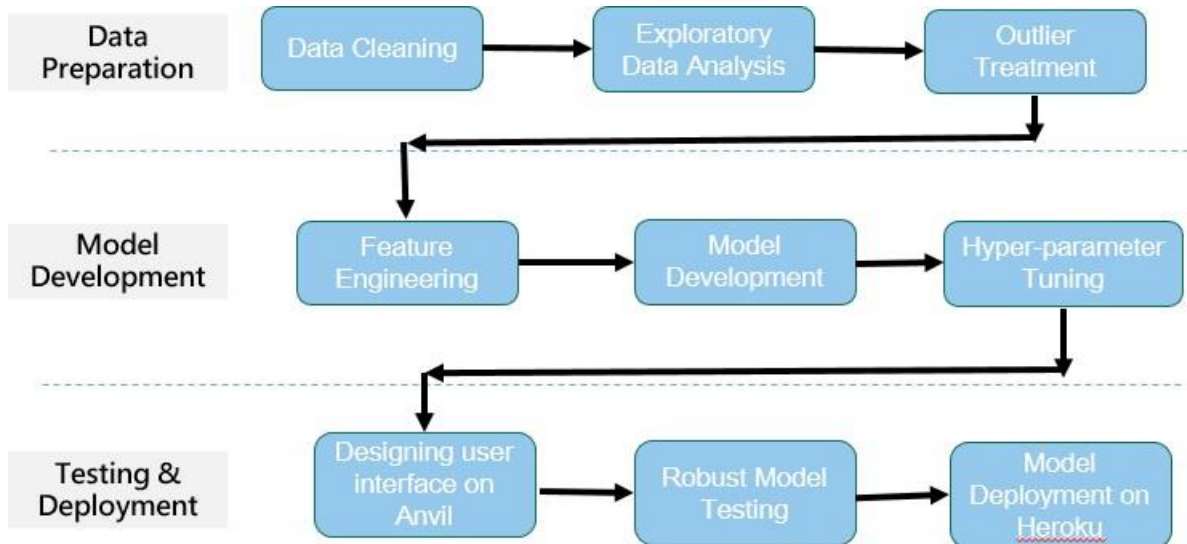 Data
Preparation
Data Cleaning
Exploratory
Data Analysis
Outlier
Treatment
Model
Development
Feature
Engineering
Model
Development
Hyper-parameter
Tuning
Testing &
Deployment
Designing user
interface on
Anvil
Robust Model
Testing
Model
Deployment on
Heroku